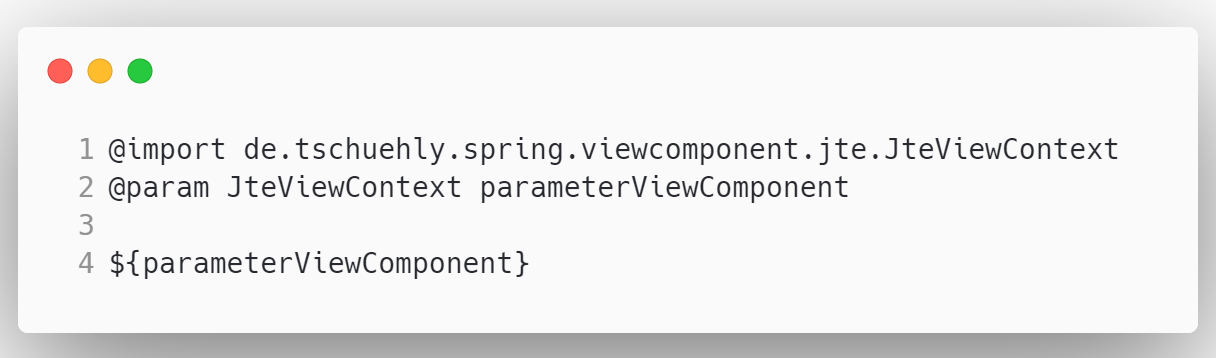 1 @import de.tschuehly.spring.viewcomponent.jte.JteViewContext
2 @param JteViewContext parameterViewComponent
3
4 ${parameterViewComponent}